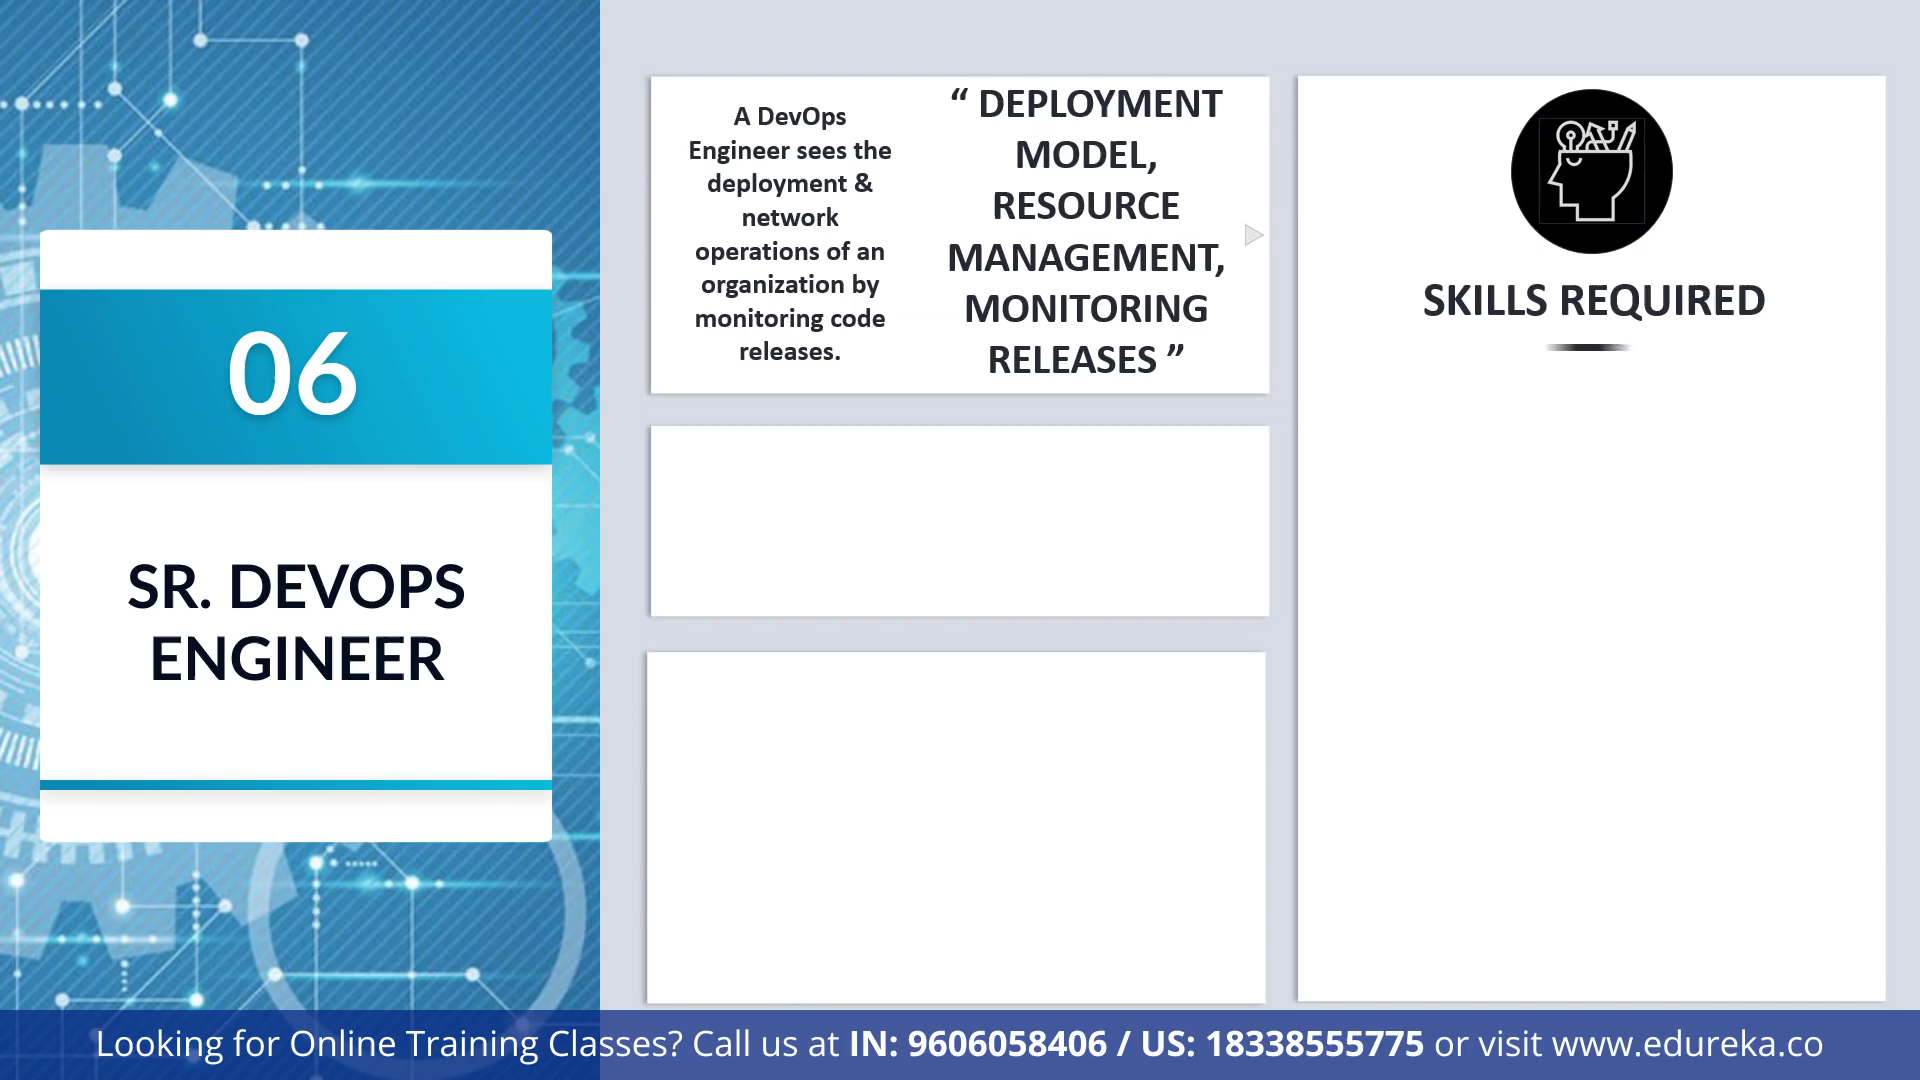 06
SR. DEVOPS
ENGINEER
A DevOps
Engineer sees the
deployment &
network
operations of an
organization by
monitoring code
releases.
“ DEPLOYMENT
MODEL,
RESOURCE
MANAGEMENT,
MONITORING
RELEASES ”
SKILLS REQUIRED
Looking for Online Training Classes? Call us at IN: 9606058406 / US: 18338555775 or visit www.edureka.co